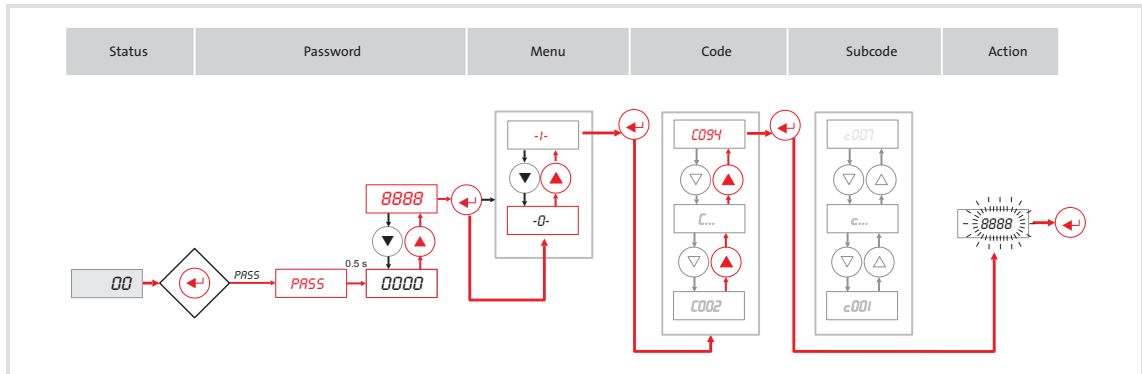 Status Password Menu Code Subcode Action
-1-
C094
c007
8888
-0-
C...
c...
8888
00
PASS
PASS
0.5 s
0000
C002
c001